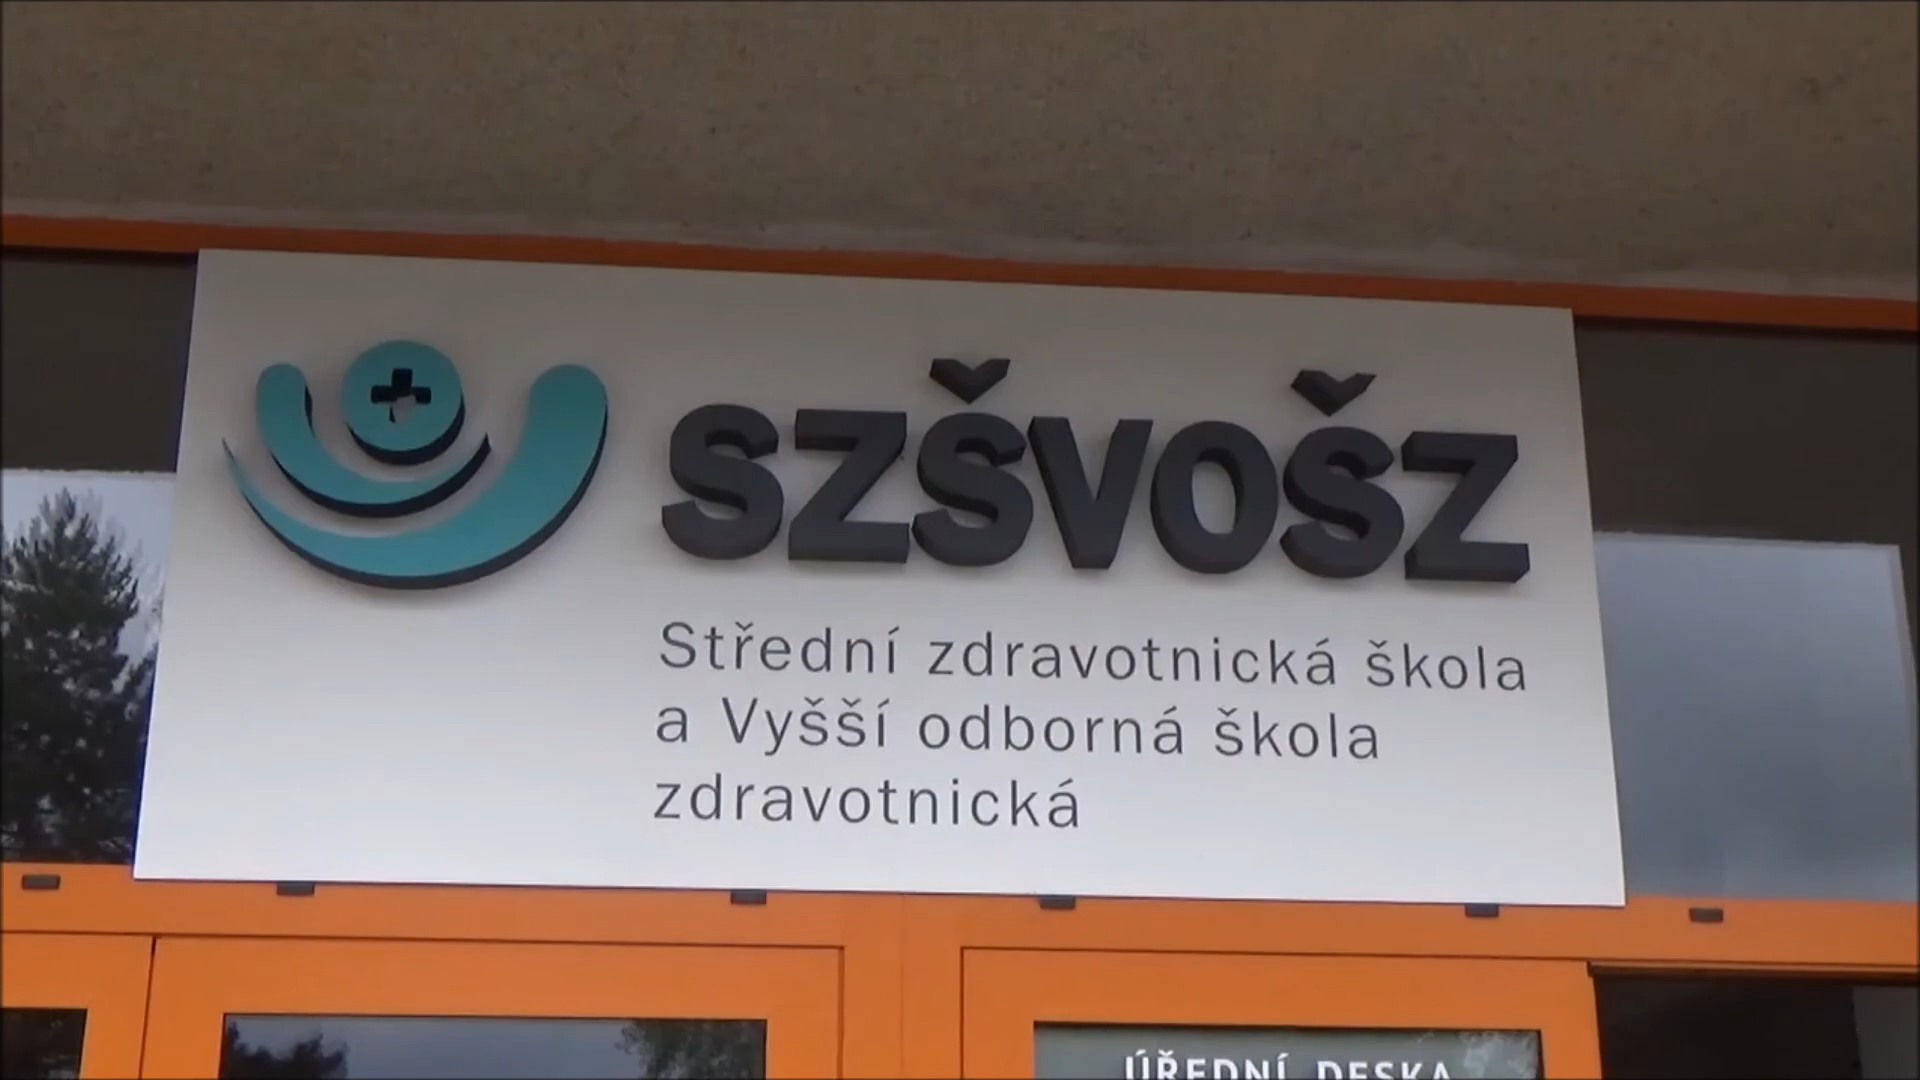 SZŠVOŠZ
Střední zdravotnická škola
a Vyšší odborná škola
zdravotnická
ÚŘEDNÍ DESKA